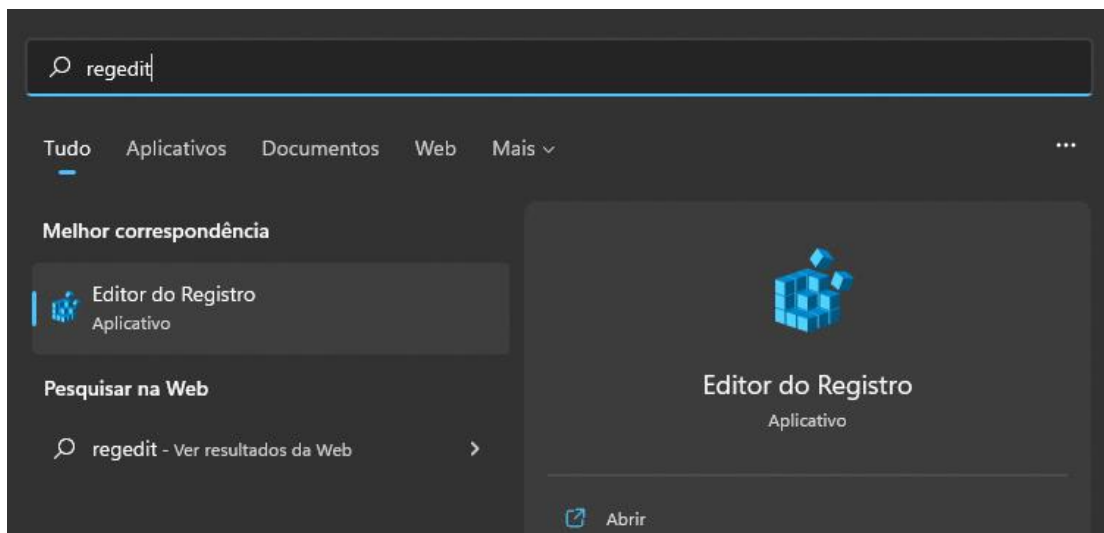 regedit
Tudo Aplicativos Documentos Web Mais
Melhor correspondência
Editor do Registro
Aplicativo
Pesquisar na Web
regedit - Ver resultados da Web
Editor do Registro
Aplicativo
Abrir